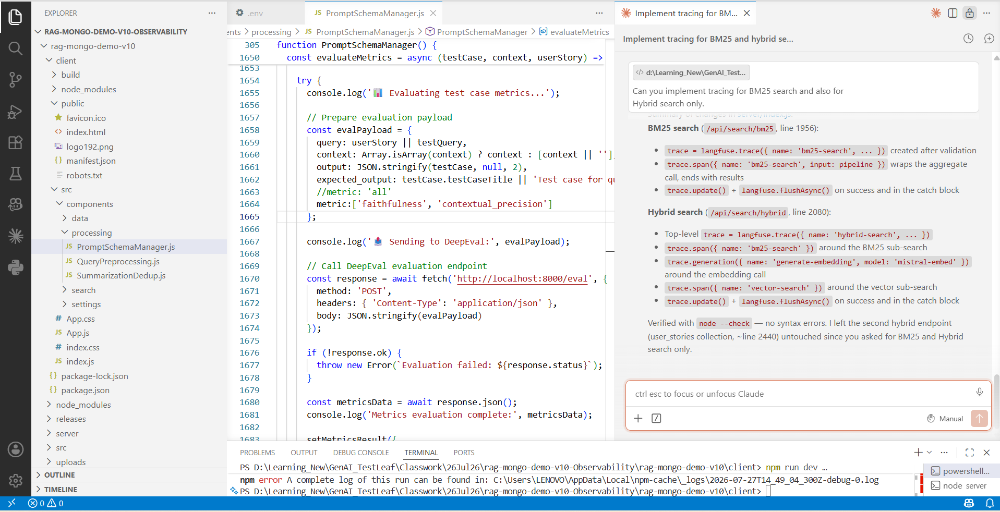 EXPLORER
RAG-MONGO-DEMO-V10-OBSERVABILITY
rag-mongo-demo-v10
client
build
node_modules
public
favicon.ico
index.html
logo192.png
manifest.json
robots.txt
src
components
data
processing
JS PromptSchemaManager.js
JS QueryPreprocessing.js
JS SummarizationDedup.js
search
settings
# App.css
JS App.js
# index.css
JS index.js
{} package-lock.json
{} package.json
node_modules
releases
server
src
uploads
OUTLINE
TIMELINE
.env
JS PromptSchemaManager.js
ents > processing > JS PromptSchemaManager.js > PromptSchemaManager > evaluateMetrics
305 function PromptSchemaManager() {
1650 const evaluateMetrics = async (testCase, context, userStory) =>
1653
1654 try {
1655 console.log('📊 Evaluating test case metrics...');
1656
1657 // Prepare evaluation payload
1658 const evalPayload = {
1659 query: userStory || testQuery,
1660 context: Array.isArray(context) ? context : [context || '']
1661 output: JSON.stringify(testCase, null, 2),
1662 expected_output: testCase.testCaseTitle || 'Test case for qu
1663 //metric: 'all'
1664 metric:['faithfulness', 'contextual_precision']
1665 };
1666
1667 console.log('📤 Sending to DeepEval:', evalPayload);
1668
1669 // Call DeepEval evaluation endpoint
1670 const response = await fetch('http://localhost:8000/eval', {
1671 method: 'POST',
1672 headers: { 'Content-Type': 'application/json' },
1673 body: JSON.stringify(evalPayload)
1674 });
1675
1676 if (!response.ok) {
1677 throw new Error(`Evaluation failed: ${response.status}`);
1678 }
1679
1680 const metricsData = await response.json();
1681 console.log('Metrics evaluation complete:', metricsData);
1682
1683 setMetricsResult({
Implement tracing for BM...
Implement tracing for BM25 and hybrid se...
</> d:\Learning_New\GenAI_Test...
Can you implement tracing for BM25 search and also for
Hybrid search only.
Summary of changes in server/index.js:
BM25 search (/api/search/bm25, line 1956):
• trace = langfuse.trace({ name: 'bm25-search', ... }) created after validation
• trace.span({ name: 'bm25-search', input: pipeline }) wraps the aggregate
call, ends with results
• trace.update() + langfuse.flushAsync() on success and in the catch block
Hybrid search (/api/search/hybrid, line 2080):
• Top-level trace = langfuse.trace({ name: 'hybrid-search', ... })
• trace.span({ name: 'bm25-search' }) around the BM25 sub-search
• trace.generation({ name: 'generate-embedding', model: 'mistral-embed' })
around the embedding call
• trace.span({ name: 'vector-search' }) around the vector sub-search
• trace.update() + langfuse.flushAsync() on success and in the catch block
Verified with node --check — no syntax errors. I left the second hybrid endpoint
(user_stories collection, ~line 2440) untouched since you asked for BM25 and Hybrid
search only.
ctrl esc to focus or unfocus Claude
Manual
PROBLEMS OUTPUT DEBUG CONSOLE TERMINAL PORTS
PS D:\Learning_New\GenAI_TestLeaf\Classwork\26Jul26\rag-mongo-demo-v10-Observability\rag-mongo-demo-v10\client> npm run dev ...
npm error A complete log of this run can be found in: C:\Users\LENOVO\AppData\Local\npm-cache\_logs\2026-07-27T14_49_04_300Z-debug-0.log
PS D:\Learning_New\GenAI_TestLeaf\Classwork\26Jul26\rag-mongo-demo-v10-Observability\rag-mongo-demo-v10\client>
powershell...
node server
0 0